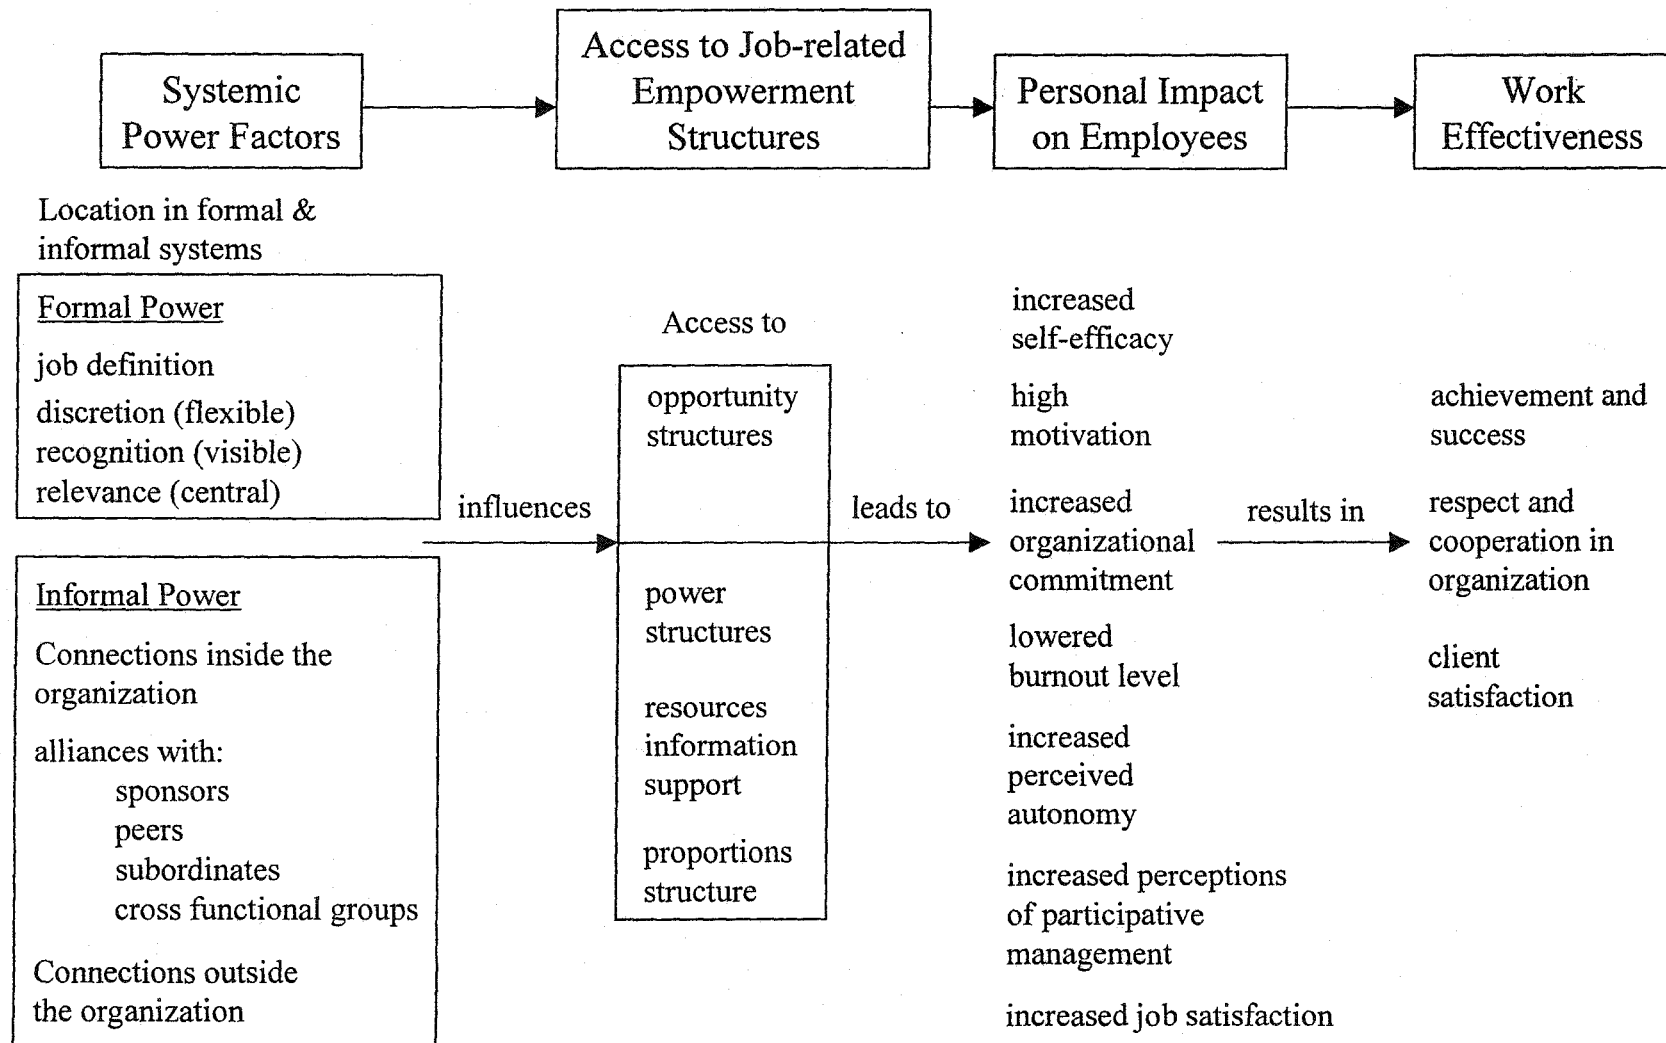 Systemic
Power Factors
Access to Job-related
Empowerment
Structures
Personal Impact
on Employees
Work
Effectiveness
Location in formal &
informal systems
Formal Power
job definition
discretion (flexible)
recognition (visible)
relevance (central)
Informal Power
Connections inside the
organization
alliances with:
sponsors
peers
subordinates
cross functional groups
Connections outside
the organization
influences
Access to
opportunity
structures
power
structures
resources
information
support
proportions
structure
leads to
increased
self-efficacy
high
motivation
increased
organizational
commitment
lowered
burnout level
increased
perceived
autonomy
increased perceptions
of participative
management
increased job satisfaction
results in
achievement and
success
respect and
cooperation in
organization
client
satisfaction